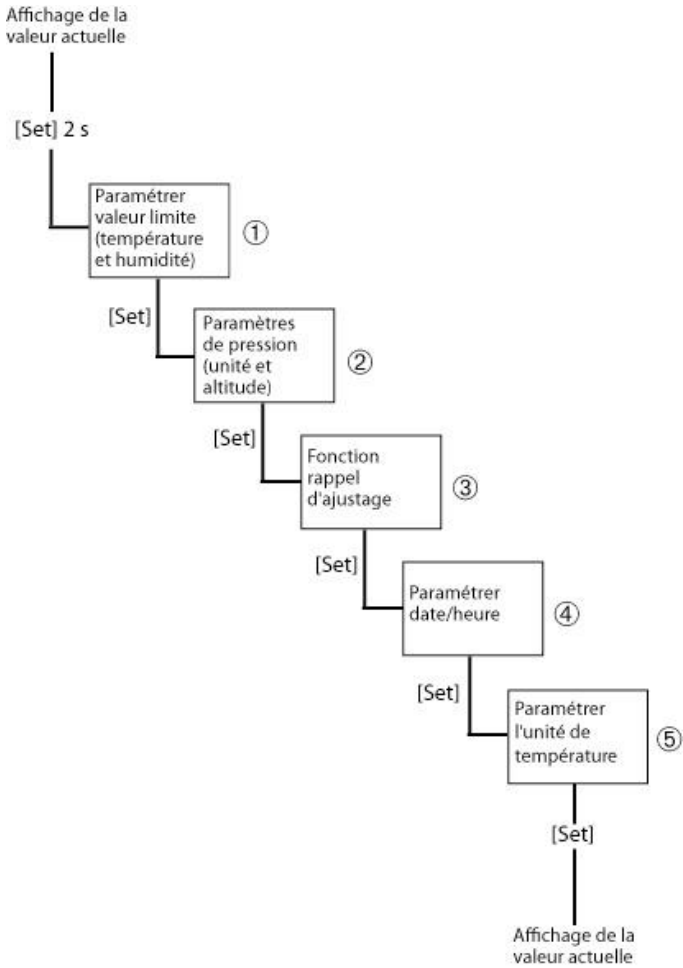 Affichage de la
valeur actuelle
[Set] 2 s
Paramétrer
valeur limite
(température
et humidité)
①
[Set]
Paramètres
de pression
(unité et
altitude)
②
[Set]
Fonction
rappel
d'ajustage
③
[Set]
Paramétrer
date/heure
④
[Set]
Paramétrer
l'unité de
température
⑤
[Set]
Affichage de la
valeur actuelle